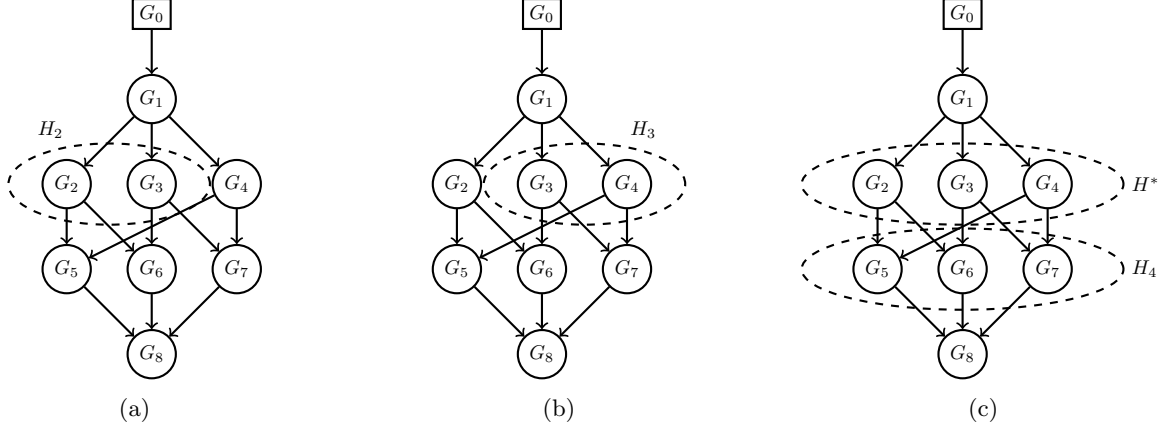 G0 G0 G0
G1 G1 G1
H2 H3
G2 G3 G4 G2 G3 G4 G2 G3 G4 H*
G5 G6 G7 G5 G6 G7 G5 G6 G7 H4
G8 G8 G8
(a) (b) (c)